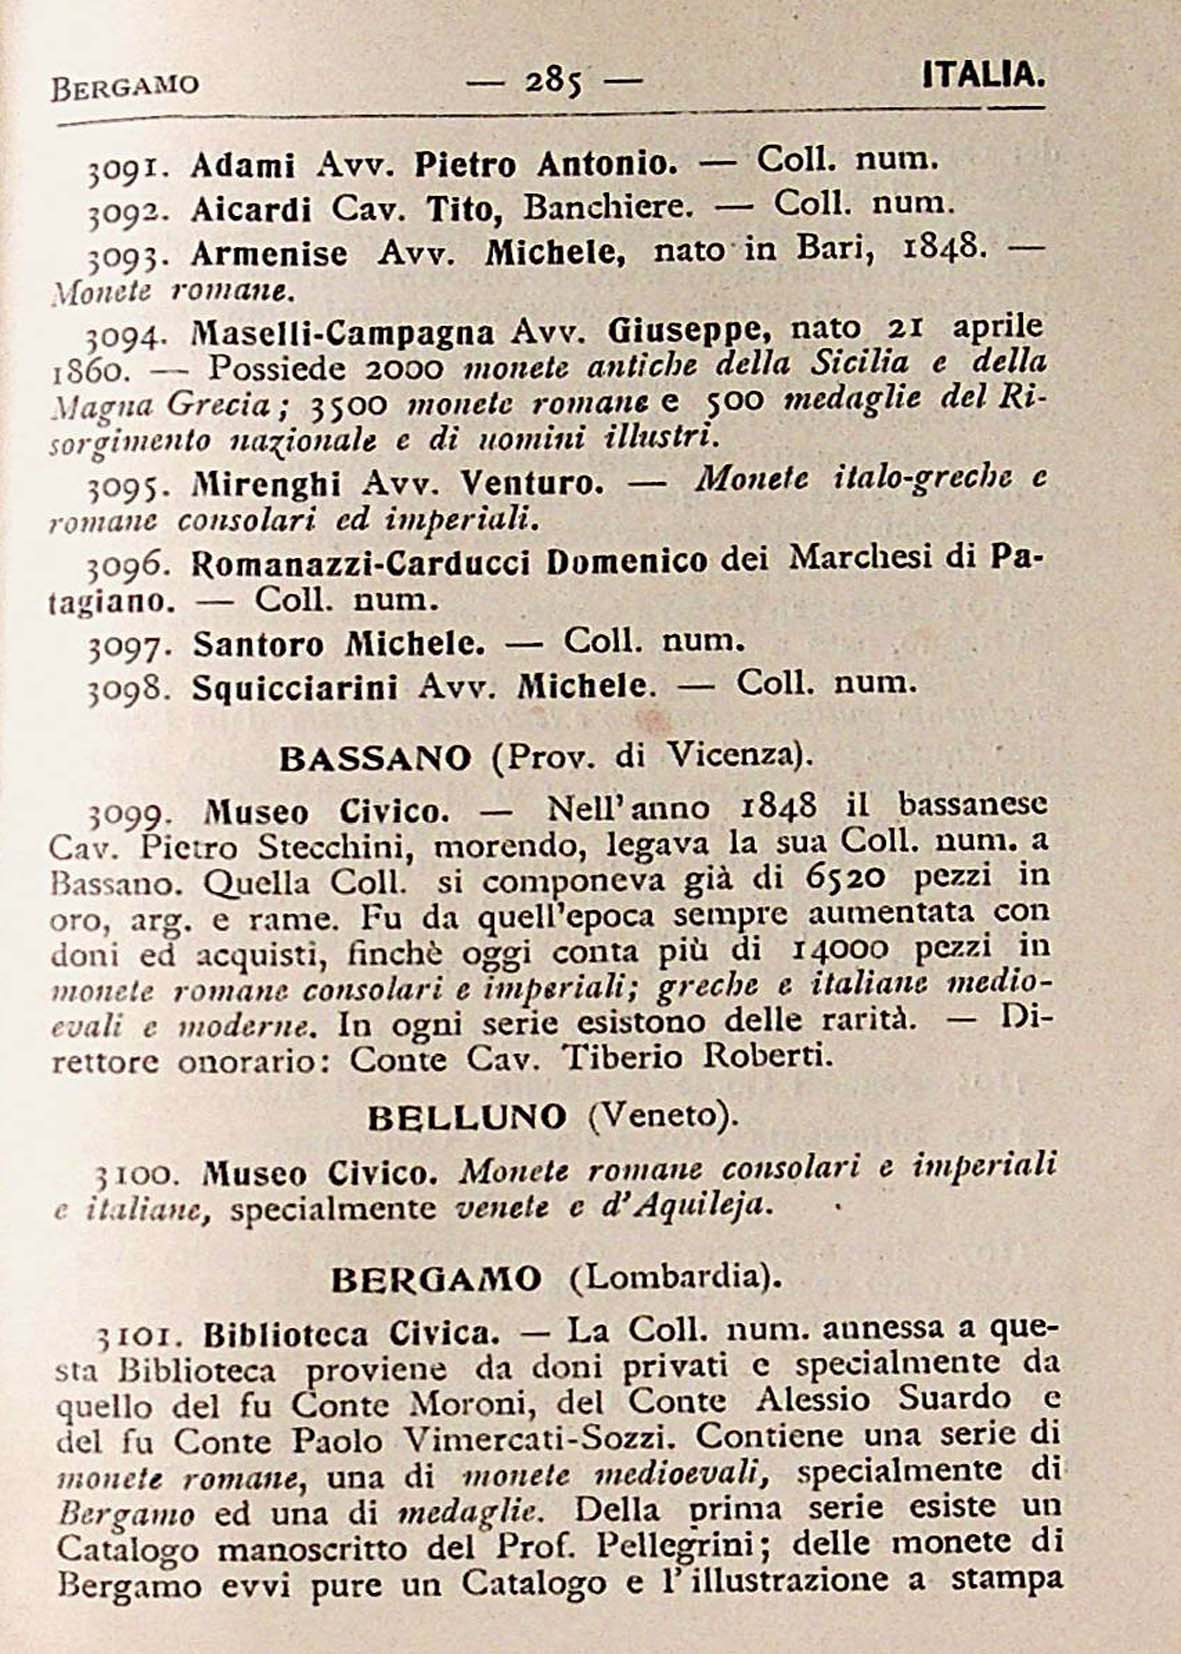 BERGAMO — 285 — ITALIA.
3091. Adami Avv. Pietro Antonio. — Coll. num.
3092. Aicardi Cav. Tito, Banchiere. — Coll. num.
3093. Armenise Avv. Michele, nato in Bari, 1848. —
Monete romane.
3094. Maselli-Campagna Avv. Giuseppe, nato 21 aprile
1860. — Possiede 2000 monete antiche della Sicilia e della
Magna Grecia; 3500 monete romane e 500 medaglie del Ri-
sorgimento nazionale e di uomini illustri.
3095. Mirenghi Avv. Venturo. — Monete italo-greche e
romane consolari ed imperiali.
3096. Romanazzi-Carducci Domenico dei Marchesi di Pa-
tagiano. — Coll. num.
3097. Santoro Michele. — Coll. num.
3098. Squicciarini Avv. Michele. — Coll. num.
BASSANO (Prov. di Vicenza).
3099. Museo Civico. — Nell'anno 1848 il bassanese
Cav. Pietro Stecchini, morendo, legava la sua Coll. num. a
Bassano. Quella Coll. si componeva già di 6520 pezzi in
oro, arg. e rame. Fu da quell'epoca sempre aumentata con
doni ed acquisti, finchè oggi conta più di 14000 pezzi in
monete romane consolari e imperiali; greche e italiane medio-
evali e moderne. In ogni serie esistono delle rarità. — Di-
rettore onorario: Conte Cav. Tiberio Roberti.
BELLUNO (Veneto).
3100. Museo Civico. Monete romane consolari e imperiali
e italiane, specialmente venete e d'Aquileja.
BERGAMO (Lombardia).
3101. Biblioteca Civica. — La Coll. num. annessa a que-
sta Biblioteca proviene da doni privati e specialmente da
quello del fu Conte Moroni, del Conte Alessio Suardo e
del fu Conte Paolo Vimercati-Sozzi. Contiene una serie di
monete romane, una di monete medioevali, specialmente di
Bergamo ed una di medaglie. Della prima serie esiste un
Catalogo manoscritto del Prof. Pellegrini; delle monete di
Bergamo evvi pure un Catalogo e l'illustrazione a stampa